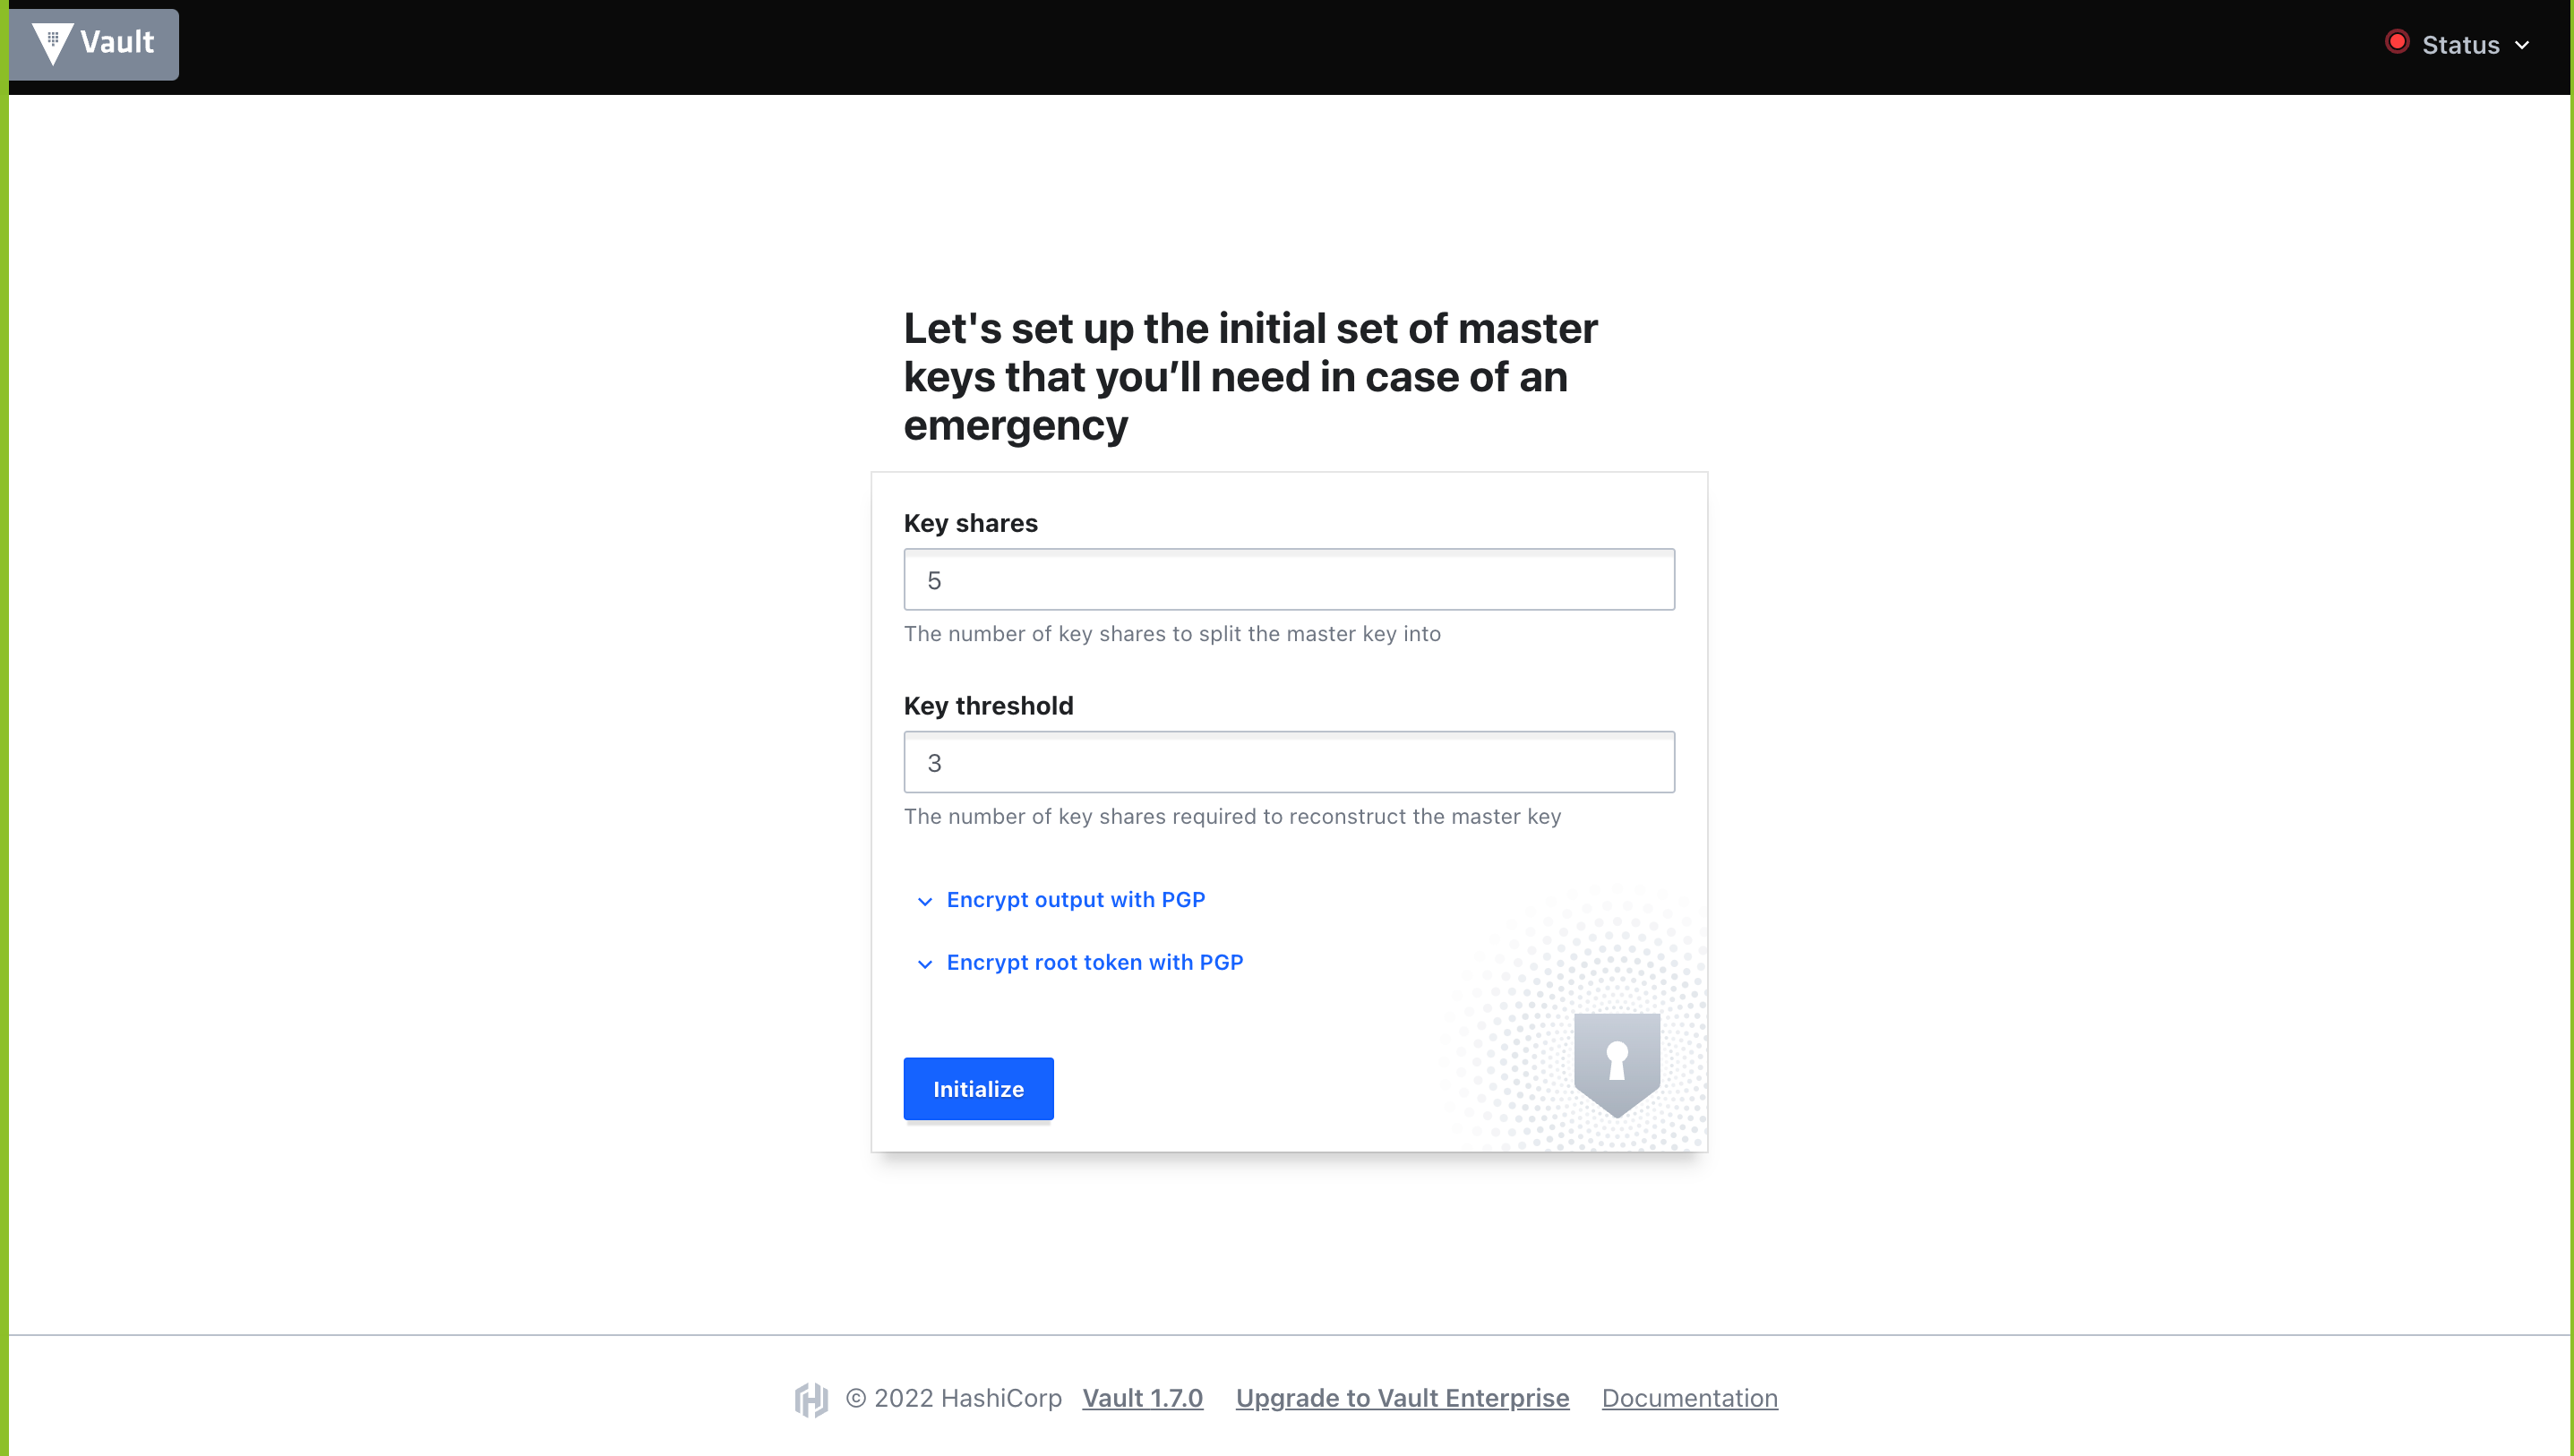 Vault
Status
Let's set up the initial set of master
keys that you’ll need in case of an
emergency
Key shares
5
The number of key shares to split the master key into
Key threshold
3
The number of key shares required to reconstruct the master key
Encrypt output with PGP
Encrypt root token with PGP
Initialize
© 2022 HashiCorp Vault 1.7.0 Upgrade to Vault Enterprise Documentation